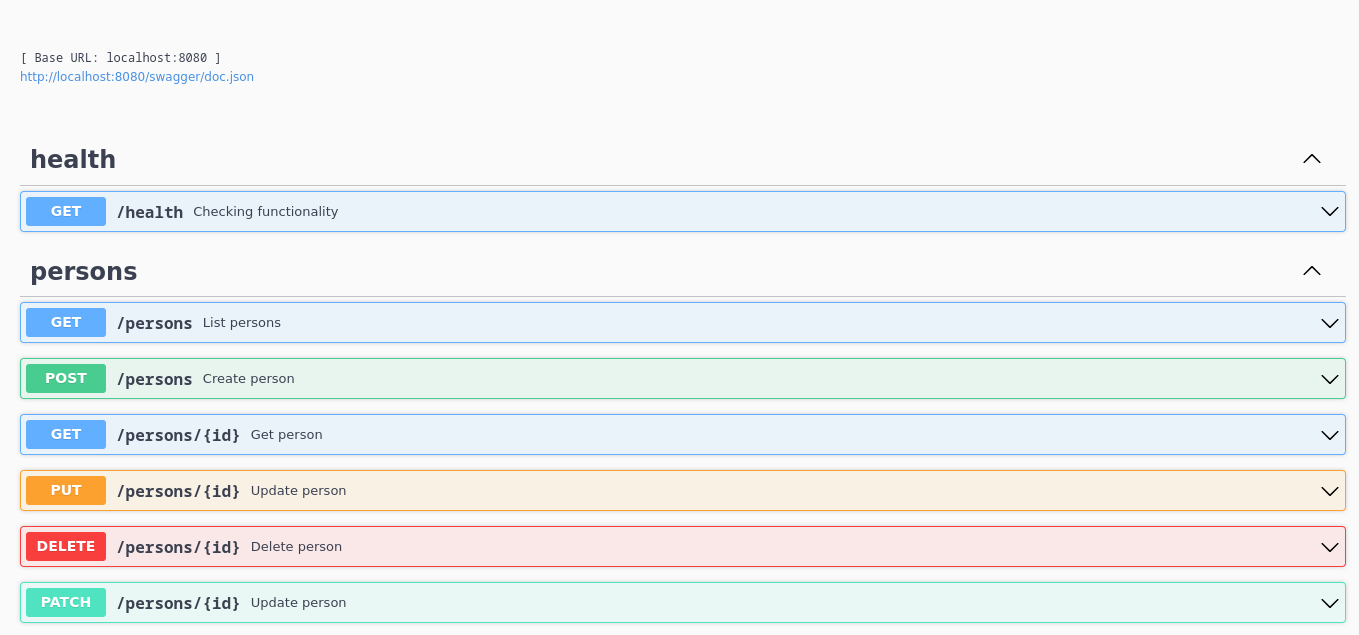 [ Base URL: localhost:8080 ]
http://localhost:8080/swagger/doc.json
health
GET /health Checking functionality
persons
GET /persons List persons
POST /persons Create person
GET /persons/{id} Get person
PUT /persons/{id} Update person
DELETE /persons/{id} Delete person
PATCH /persons/{id} Update person